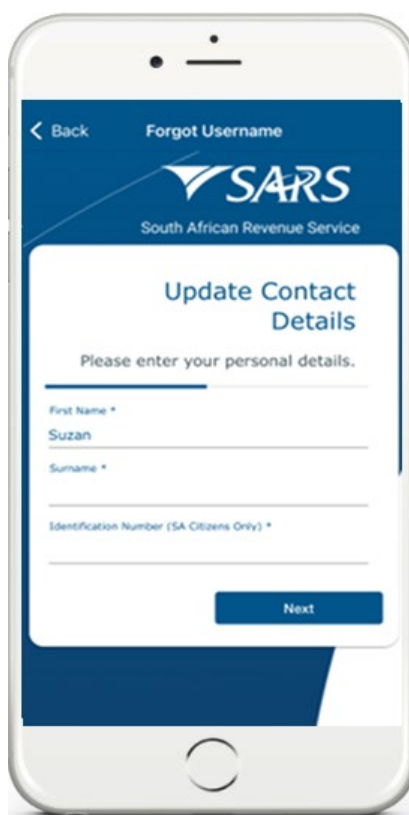 Back Forgot Username
SARS
South African Revenue Service
Update Contact
Details
Please enter your personal details.
First Name *
Suzan
Surname *
Identification Number (SA Citizens Only) *
Next